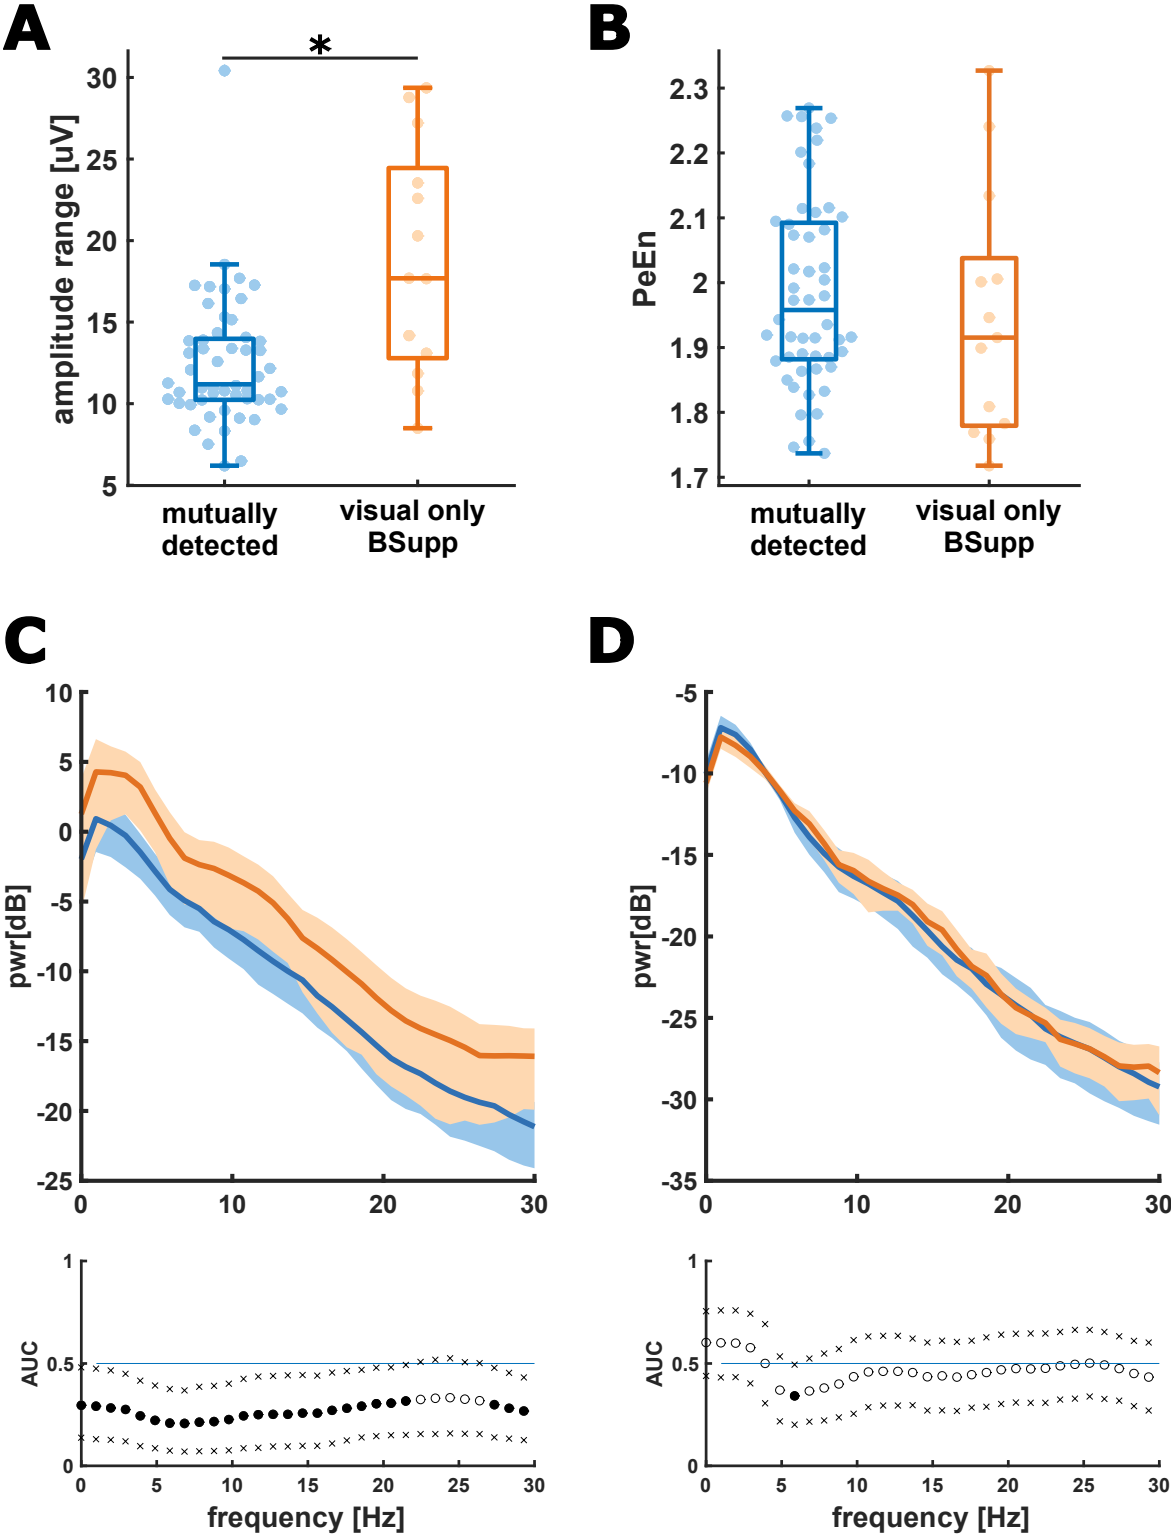 A
B
*
amplitude range [uV]
30
25
20
15
10
5
mutually
detected
visual only
BSupp
PeEn
2.3
2.2
2.1
2
1.9
1.8
1.7
mutually
detected
visual only
BSupp
C
D
pwr[dB]
10
5
0
-5
-10
-15
-20
-25
0
10
20
30
pwr[dB]
-5
-10
-15
-20
-25
-30
-35
0
10
20
30
AUC
1
0.5
0
0
5
10
15
20
25
30
frequency [Hz]
AUC
1
0.5
0
0
5
10
15
20
25
30
frequency [Hz]